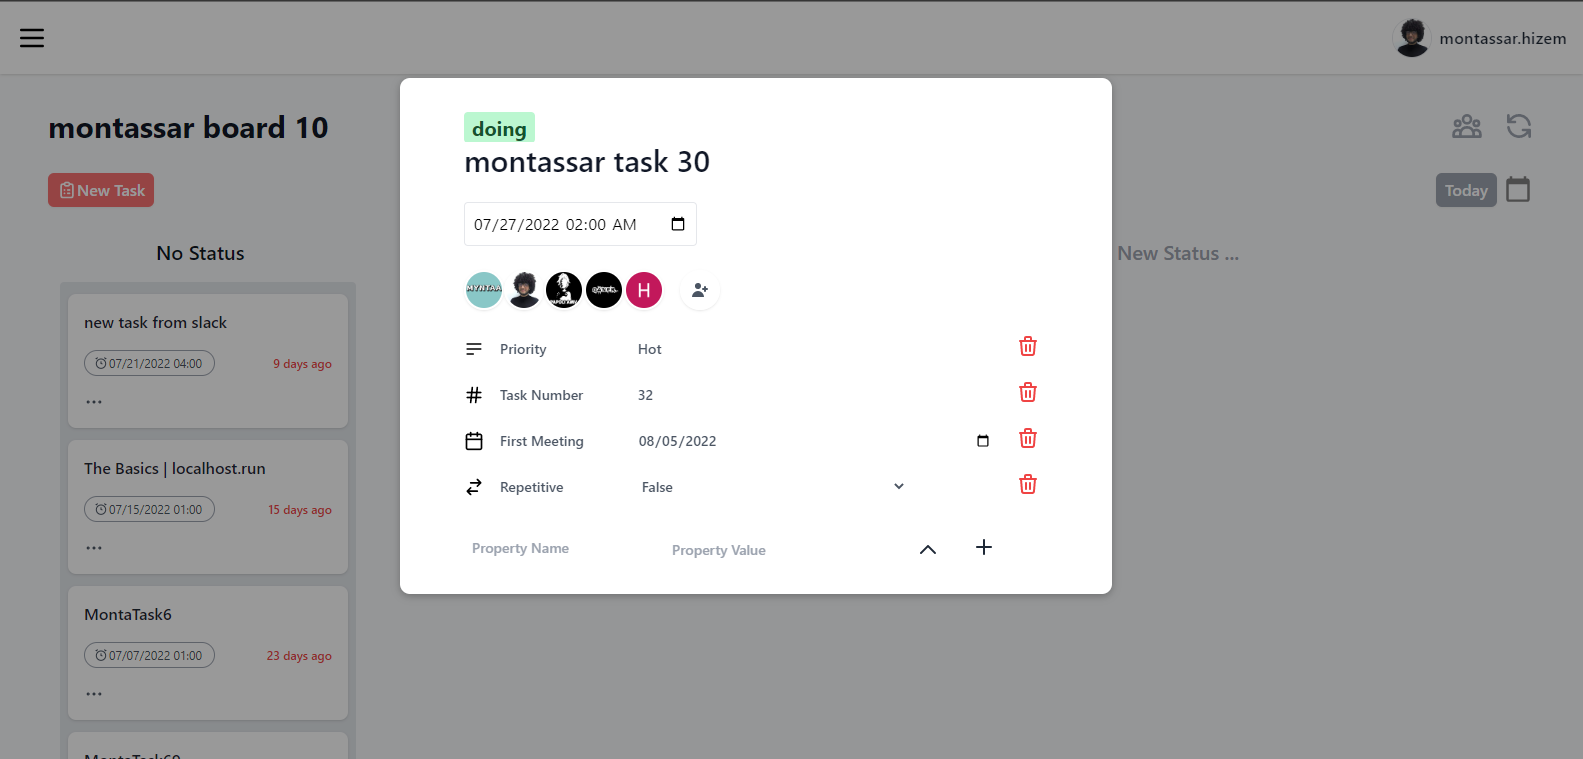 montassar.hizem
montassar board 10
New Task
Today
No Status
New Status ...
new task from slack
07/21/2022 04:00
9 days ago
...
The Basics | localhost.run
07/15/2022 01:00
15 days ago
...
MontaTask6
07/07/2022 01:00
23 days ago
...
doing
montassar task 30
07/27/2022 02:00 AM
MYNTAA
H
Priority
Hot
Task Number
32
First Meeting
08/05/2022
Repetitive
False
Property Name
Property Value